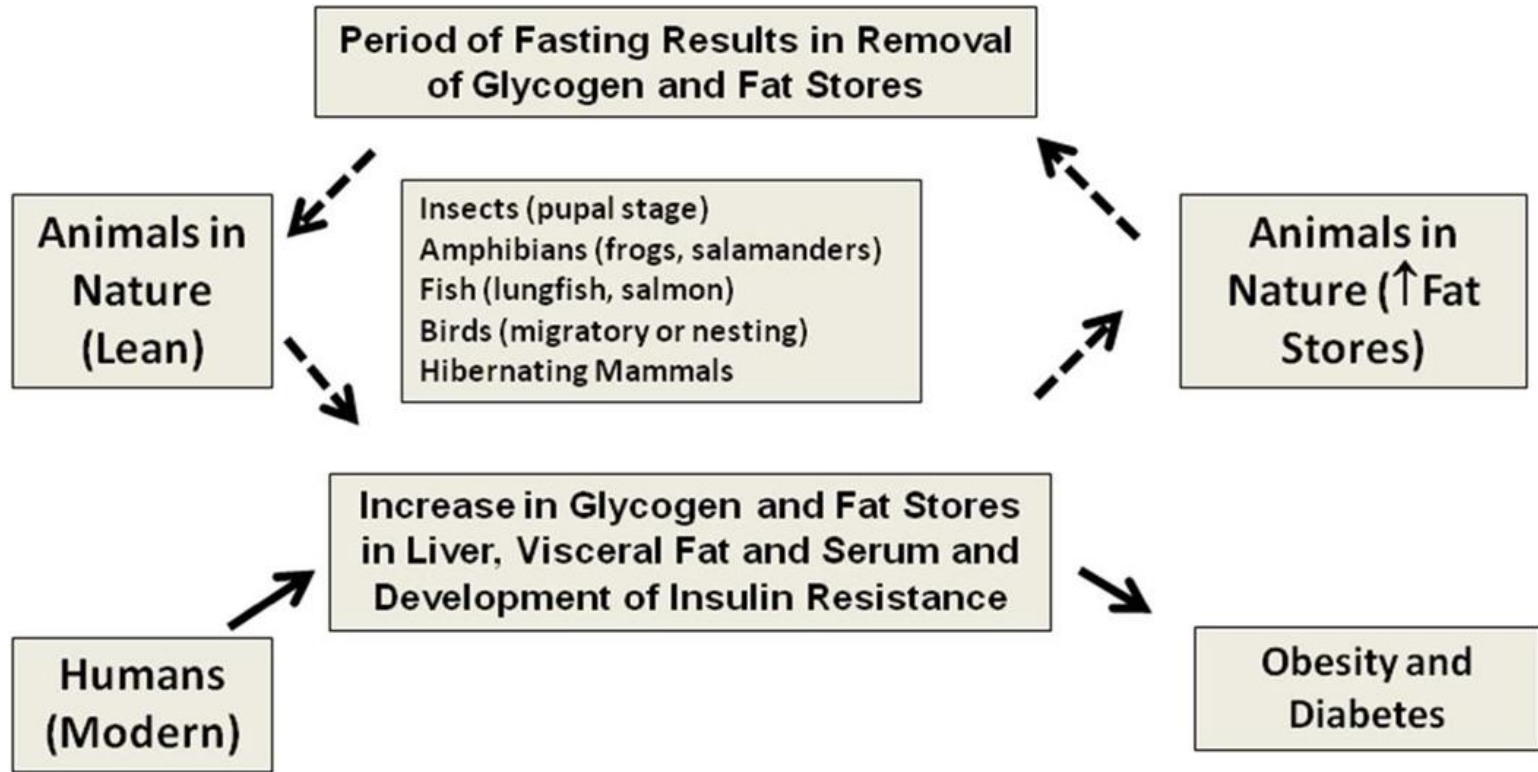 Period of Fasting Results in Removal
of Glycogen and Fat Stores
Animals in
Nature
(Lean)
Insects (pupal stage)
Amphibians (frogs, salamanders)
Fish (lungfish, salmon)
Birds (migratory or nesting)
Hibernating Mammals
Animals in
Nature (↑Fat
Stores)
Increase in Glycogen and Fat Stores
in Liver, Visceral Fat and Serum and
Development of Insulin Resistance
Humans
(Modern)
Obesity and
Diabetes